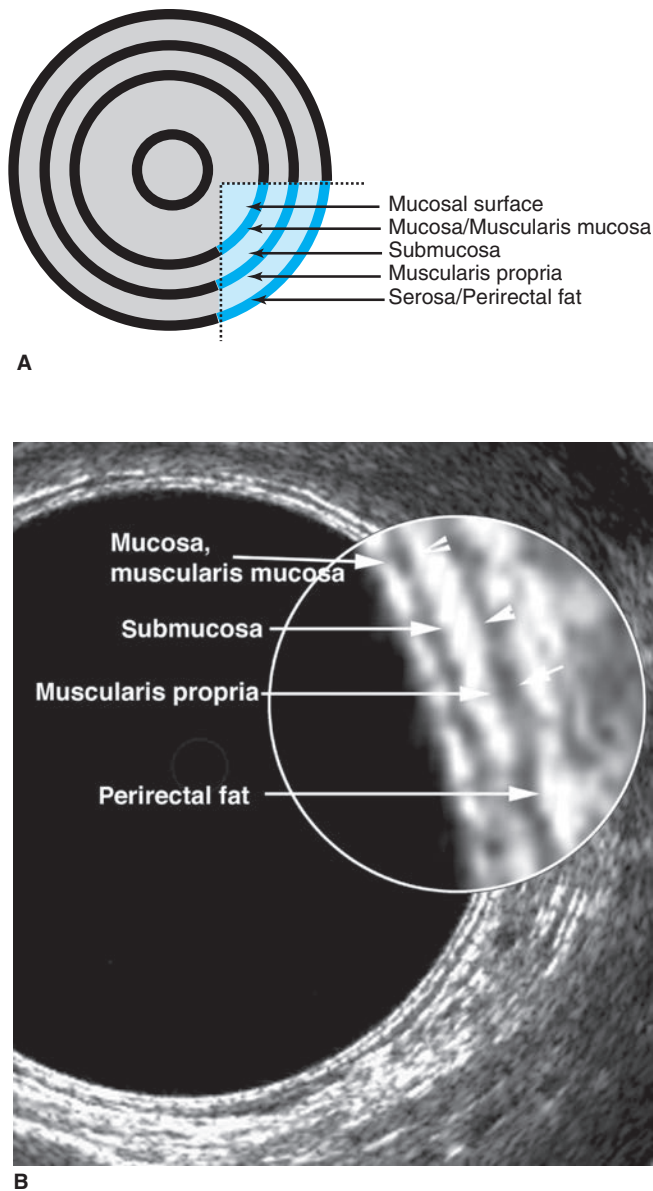 Mucosal surface
Mucosa/Muscularis mucosa
Submucosa
Muscularis propria
Serosa/Perirectal fat
A
Mucosa,
muscularis mucosa
Submucosa
Muscularis propria
Perirectal fat
B